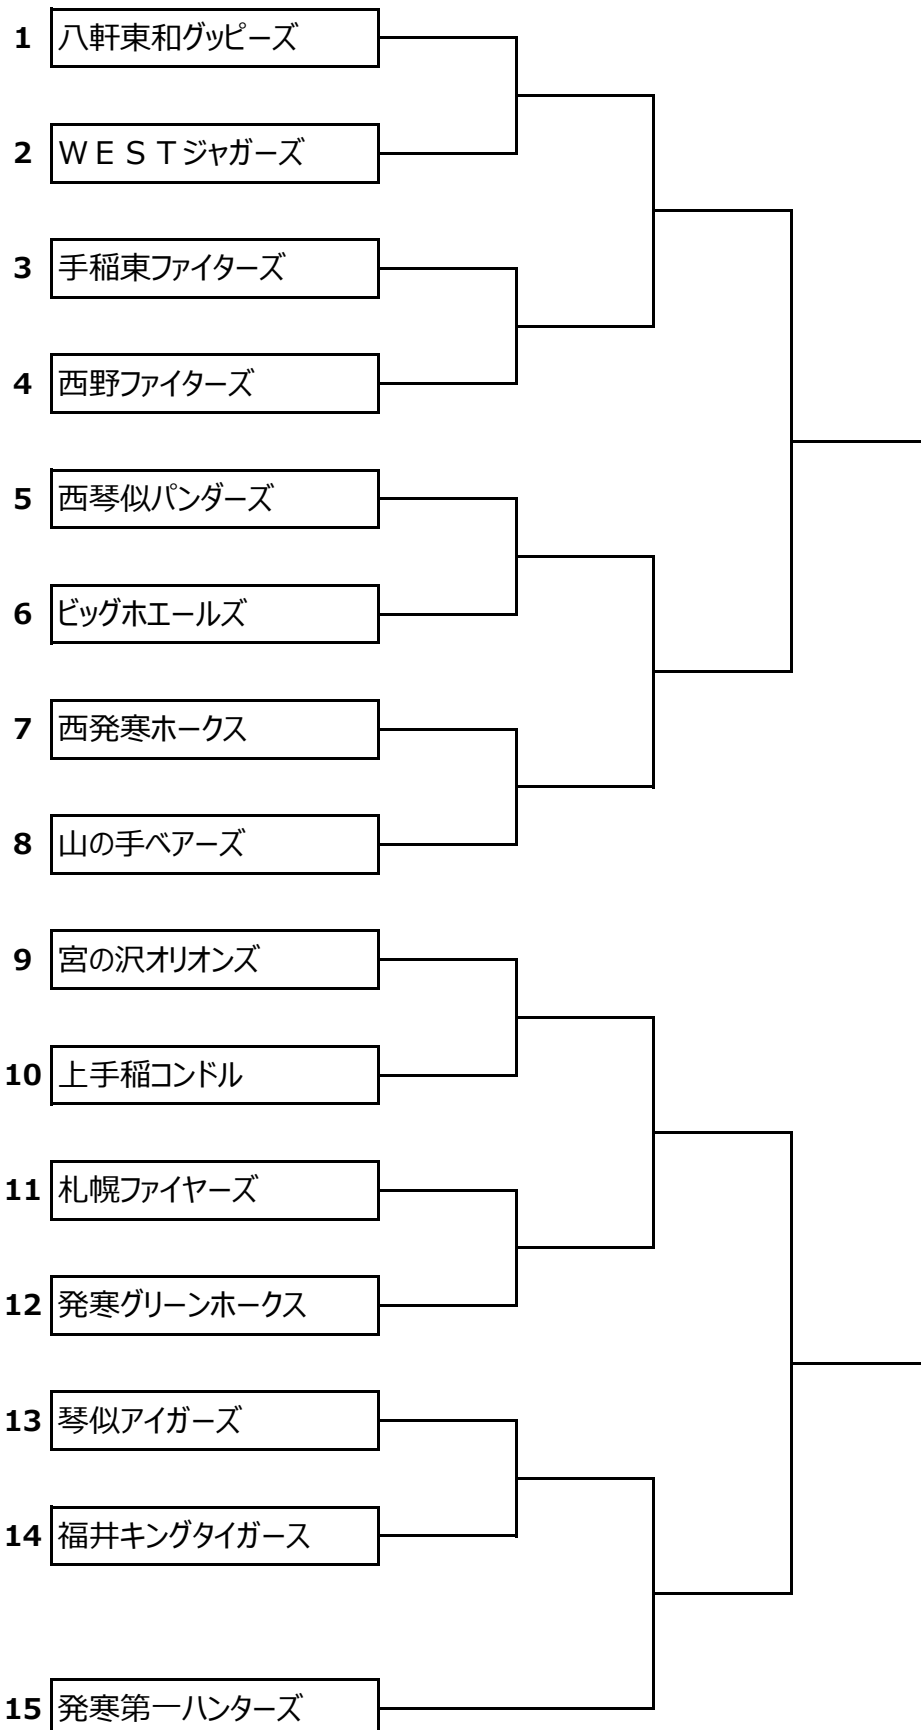 1 八軒東和グッピーズ
2 ＷＥＳＴジャガーズ
3 手稲東ファイターズ
4 西野ファイターズ
5 西琴似パンダーズ
6 ビッグホエールズ
7 西発寒ホークス
8 山の手ベアーズ
9 宮の沢オリオンズ
10 上手稲コンドル
11 札幌ファイヤーズ
12 発寒グリーンホークス
13 琴似アイガーズ
14 福井キングタイガース
15 発寒第一ハンターズ